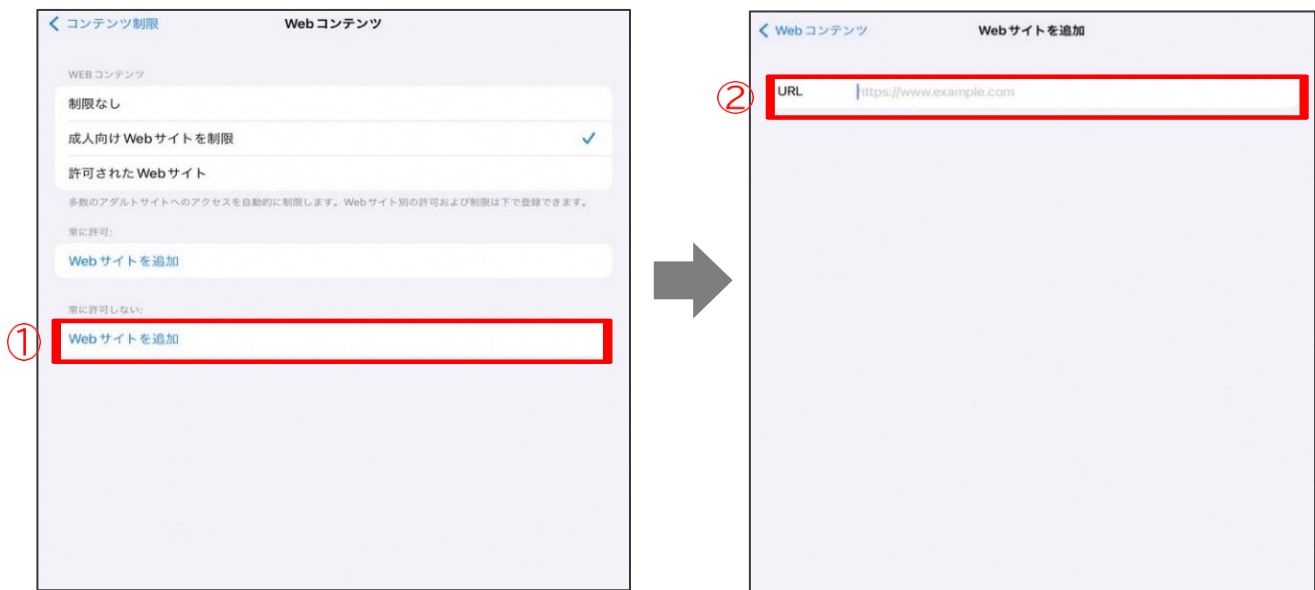 コンテンツ制限
Webコンテンツ
WEBコンテンツ
制限なし
成人向けWebサイトを制限
許可されたWebサイト
多数のアダルトサイトへのアクセスを自動的に制限します。Webサイト別の許可および制限は下で登録できます。
常に許可:
Webサイトを追加
常に許可しない:
① Webサイトを追加
Webコンテンツ
Webサイトを追加
② URL https://www.example.com